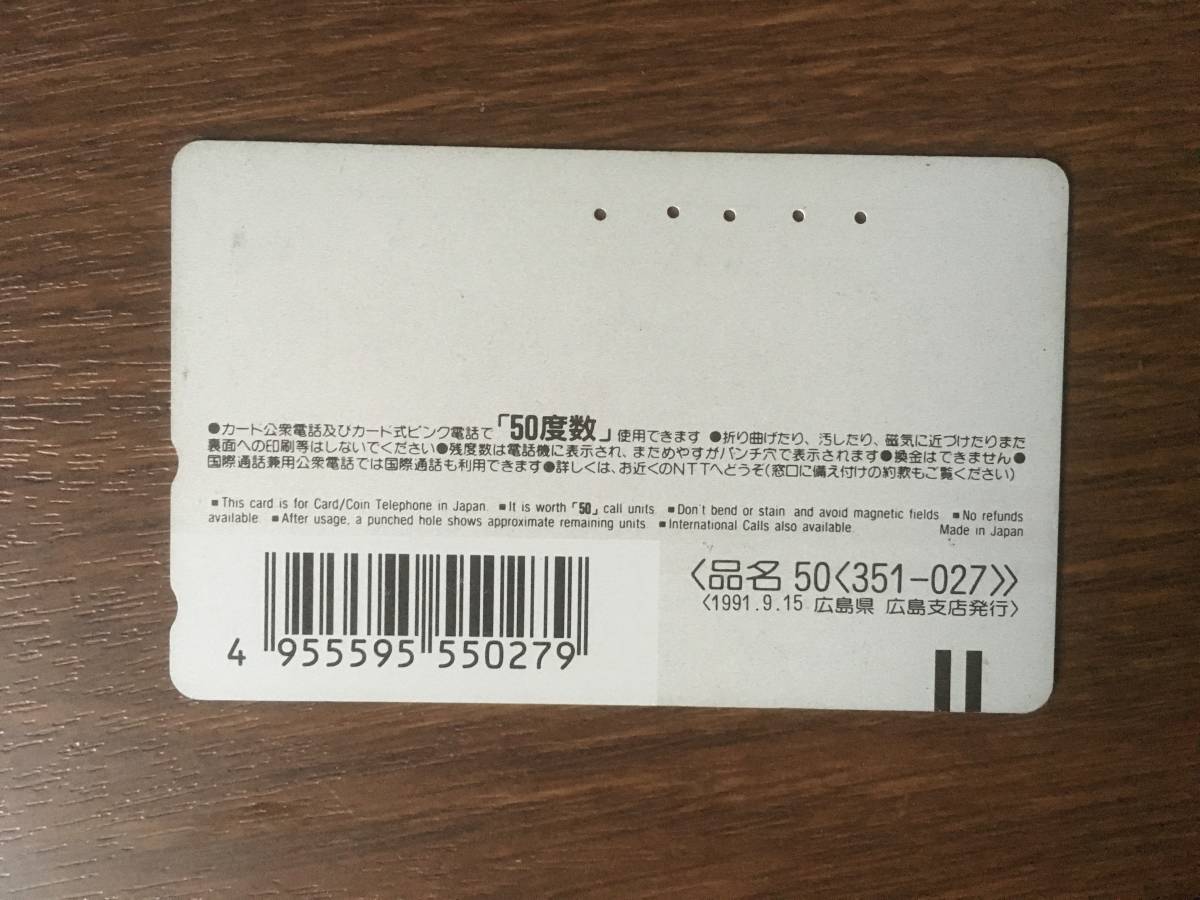 ●カード公衆電話及びカード式ピンク電話で「50度数」使用できます ●折り曲げたり、汚したり、磁気に近づけたりまた
裏面への印刷等はしないでください●残度数は電話機に表示され、まためやすがパンチ穴で表示されます●換金はできません●
国際通話兼用公衆電話では国際通話も利用できます●詳しくは、お近くのNTTへどうぞ(窓口に備え付けの約款もご覧ください)
■This card is for Card/Coin Telephone in Japan. ■It is worth「50」call units. ■Don't bend or stain and avoid magnetic fields. ■No refunds
available. ■After usage, a punched hole shows approximate remaining units. ■International Calls also available. Made in Japan
〈品名 50〈351-027〉〉
〈1991.9.15 広島県 広島支店発行〉
4 955595 550279